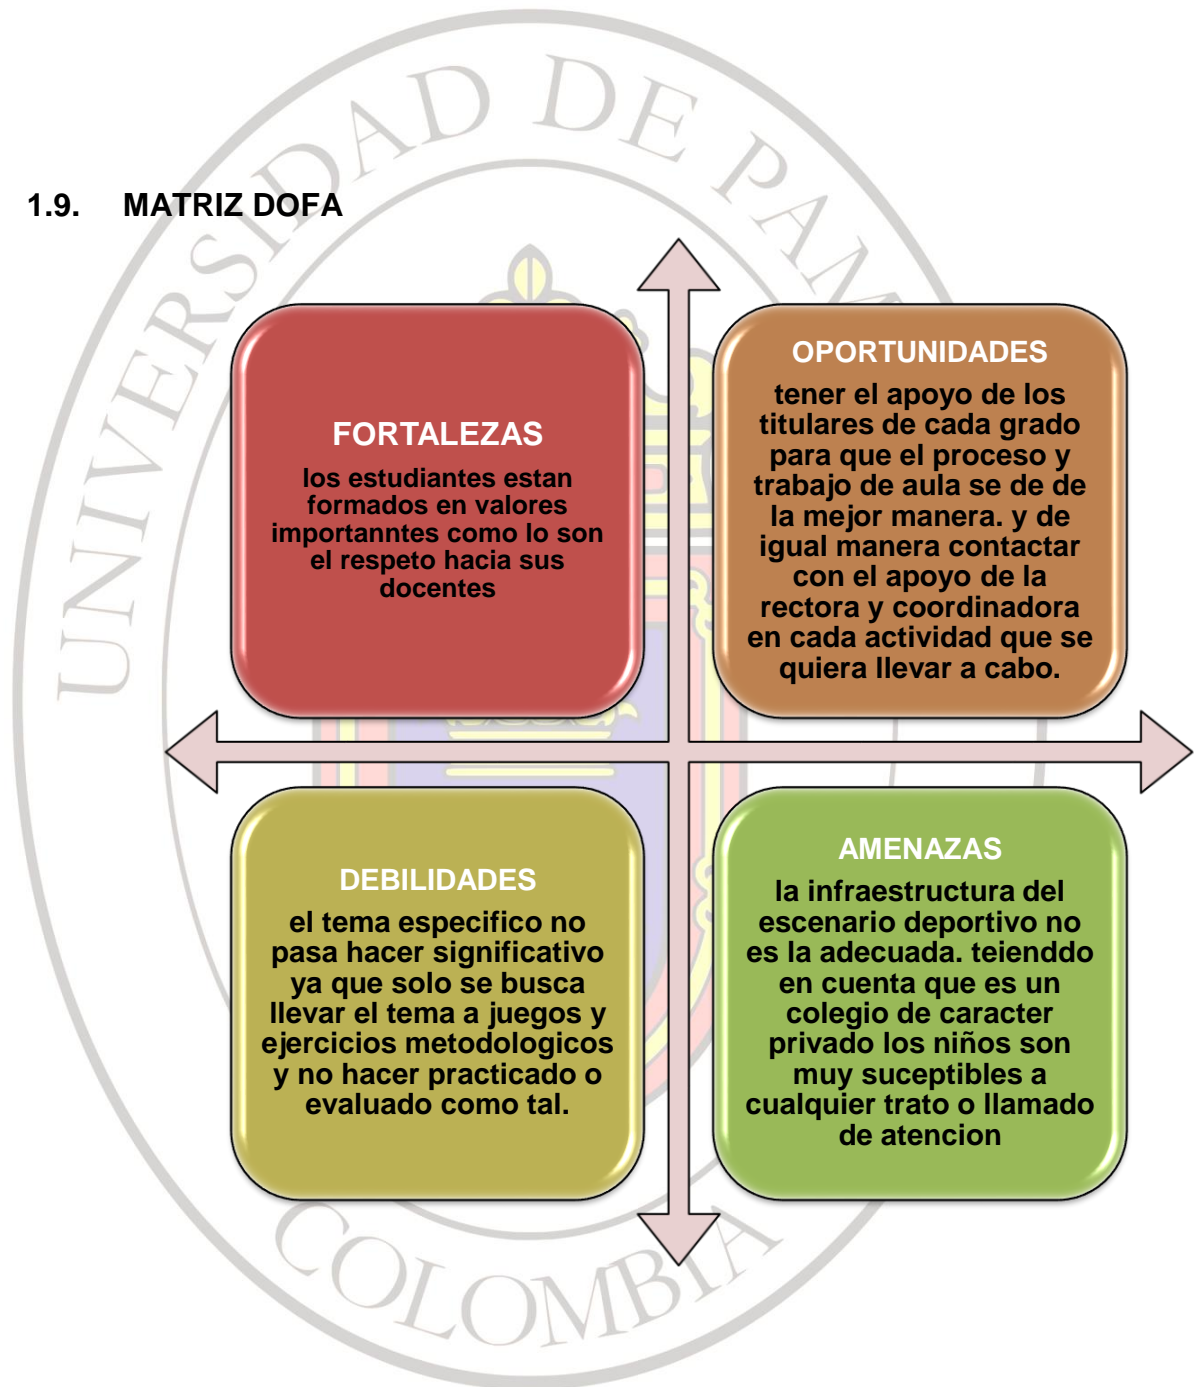 UNIVERSIDAD DE PAM
COLOMBIA
1.9. MATRIZ DOFA
FORTALEZAS
los estudiantes estan
formados en valores
importanntes como lo son
el respeto hacia sus
docentes
OPORTUNIDADES
tener el apoyo de los
titulares de cada grado
para que el proceso y
trabajo de aula se de de
la mejor manera. y de
igual manera contactar
con el apoyo de la
rectora y coordinadora
en cada actividad que se
quiera llevar a cabo.
DEBILIDADES
el tema especifico no
pasa hacer significativo
ya que solo se busca
llevar el tema a juegos y
ejercicios metodologicos
y no hacer practicado o
evaluado como tal.
AMENAZAS
la infraestructura del
escenario deportivo no
es la adecuada. teienddo
en cuenta que es un
colegio de caracter
privado los niños son
muy suceptibles a
cualquier trato o llamado
de atencion